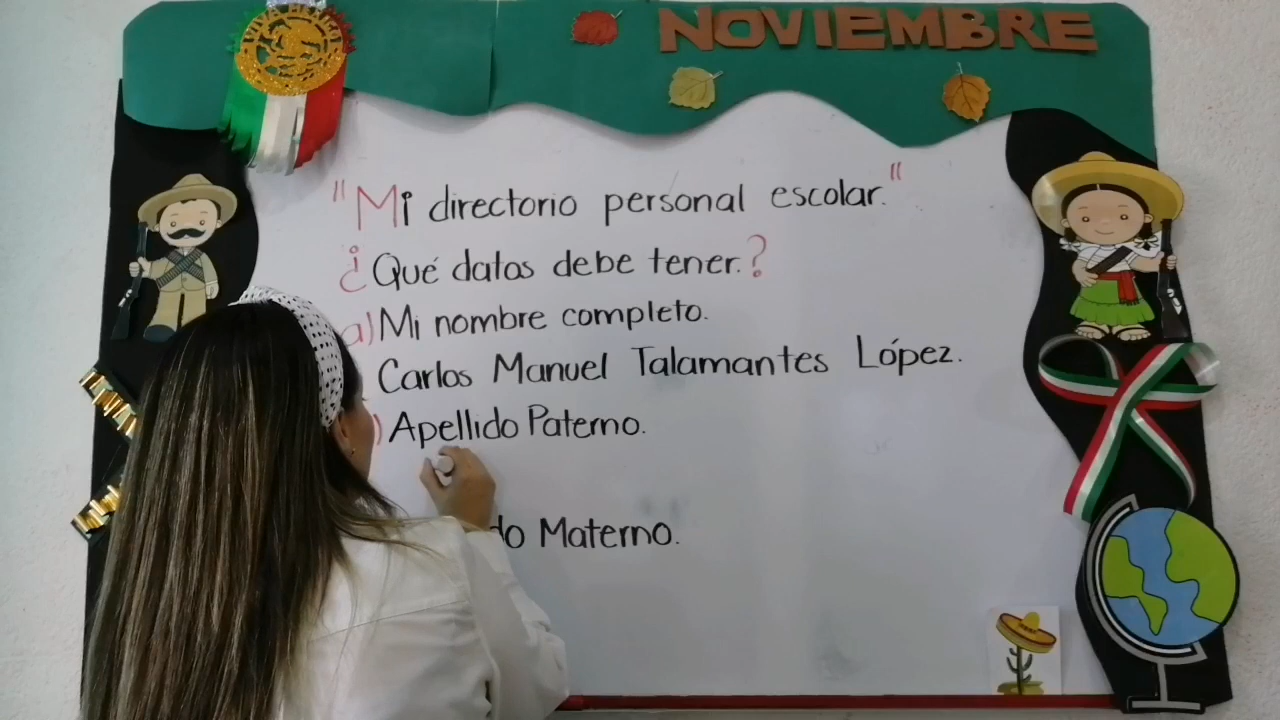 NOVIEMBRE
"Mi directorio personal escolar."
¿Qué datos debe tener.?
a) Mi nombre completo.
Carlos Manuel Talamantes López.
) Apellido Paterno.
do Materno.